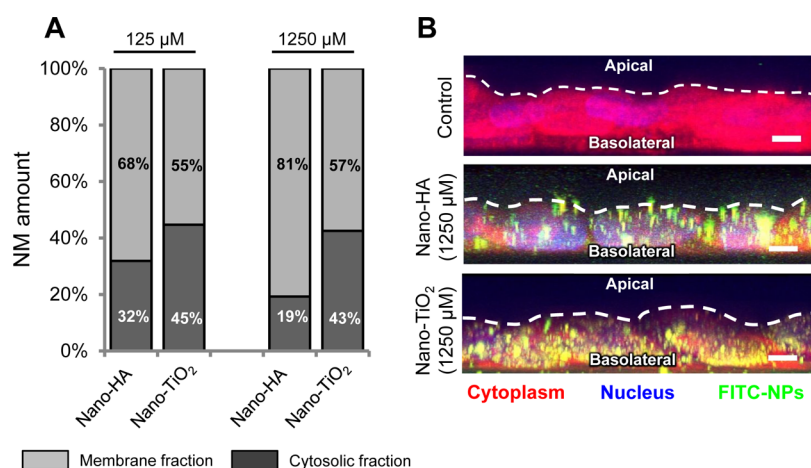 A
125 μM
1250 μM
100%
80%
60%
40%
20%
0%
NM amount
68%
55%
81%
57%
32%
45%
19%
43%
Nano-HA
Nano-TiO2
Nano-HA
Nano-TiO2
Membrane fraction
Cytosolic fraction
B
Control
Apical
Basolateral
Nano-HA
(1250 μM)
Apical
Basolateral
Nano-TiO2
(1250 μM)
Apical
Basolateral
Cytoplasm
Nucleus
FITC-NPs